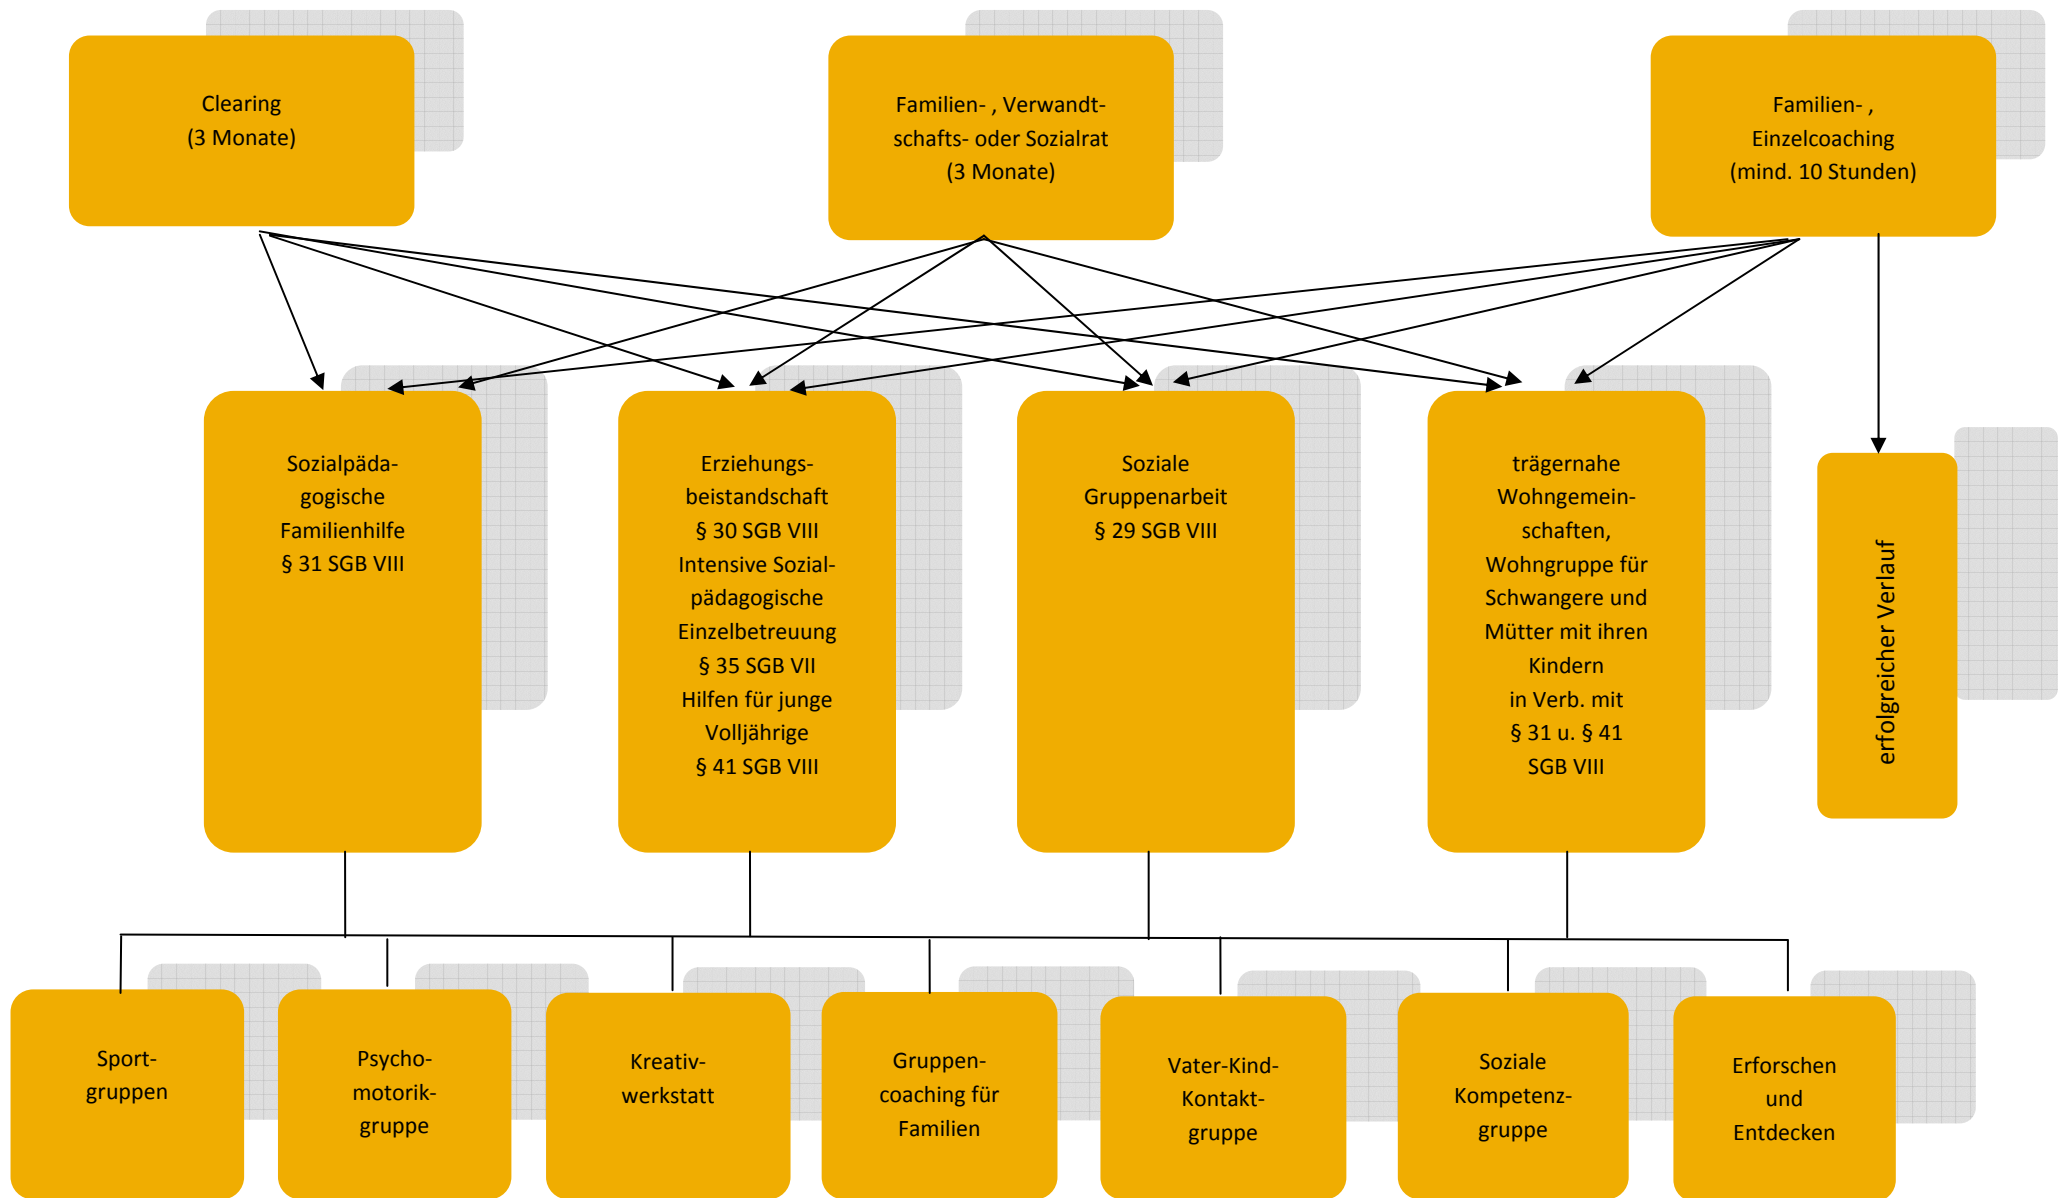 Clearing
(3 Monate)
Familien- , Verwandt-
schafts- oder Sozialrat
(3 Monate)
Familien- ,
Einzelcoaching
(mind. 10 Stunden)
Sozialpäda-
gogische
Familienhilfe
§ 31 SGB VIII
Erziehungs-
beistandschaft
§ 30 SGB VIII
Intensive Sozial-
pädagogische
Einzelbetreuung
§ 35 SGB VII
Hilfen für junge
Volljährige
§ 41 SGB VIII
Soziale
Gruppenarbeit
§ 29 SGB VIII
trägernahe
Wohngemein-
schaften,
Wohngruppe für
Schwangere und
Mütter mit ihren
Kindern
in Verb. mit
§ 31 u. § 41
SGB VIII
erfolgreicher Verlauf
Sport-
gruppen
Psycho-
motorik-
gruppe
Kreativ-
werkstatt
Gruppen-
coaching für
Familien
Vater-Kind-
Kontakt-
gruppe
Soziale
Kompetenz-
gruppe
Erforschen
und
Entdecken